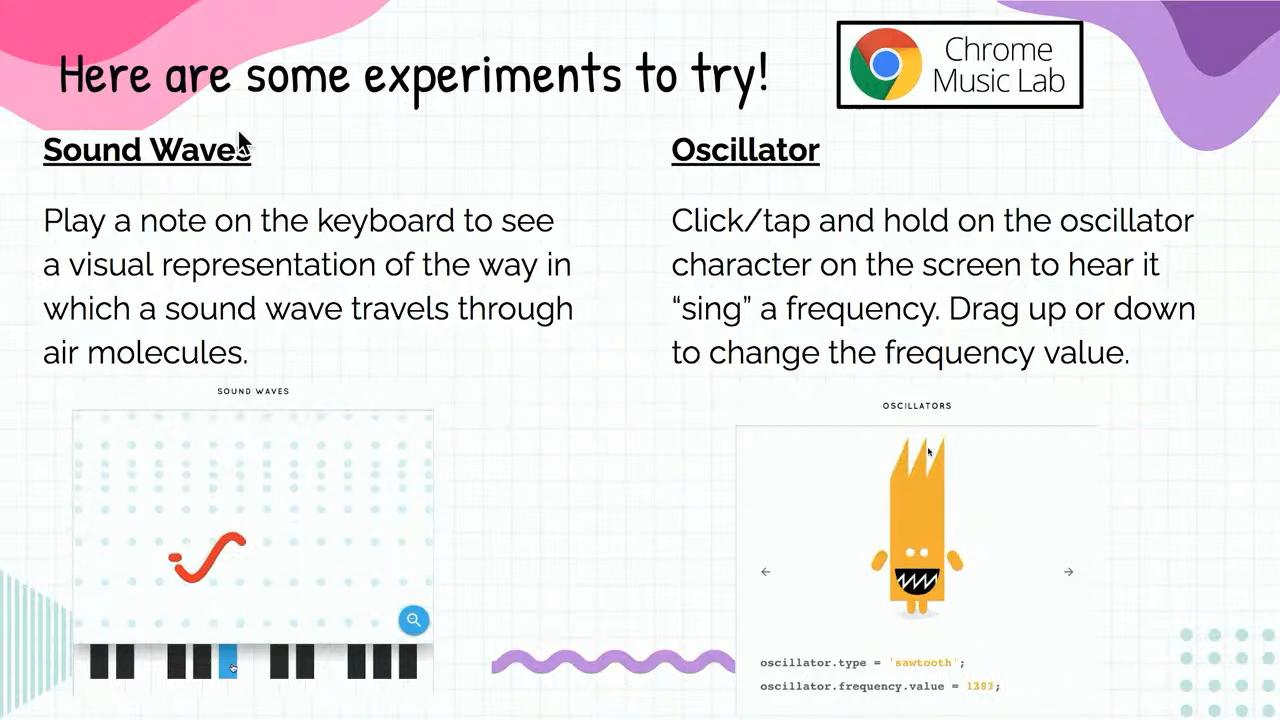 Here are some experiments to try!
Chrome
Music Lab
Sound Waves
Play a note on the keyboard to see
a visual representation of the way in
which a sound wave travels through
air molecules.
SOUND WAVES
Oscillator
Click/tap and hold on the oscillator
character on the screen to hear it
“sing” a frequency. Drag up or down
to change the frequency value.
OSCILLATORS
oscillator.type = 'sawtooth';
oscillator.frequency.value =